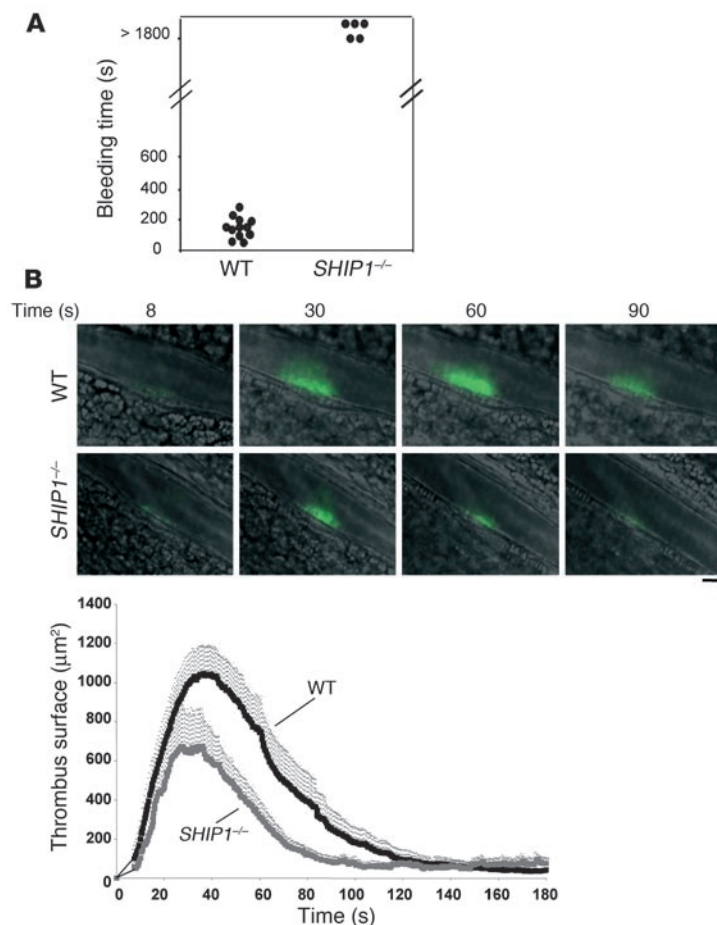 A
Bleeding time (s)
> 1800
600
400
200
0
WT
SHIP1⁻/⁻
B
Time (s) 8 30 60 90
WT
SHIP1⁻/⁻
Thrombus surface (μm²)
1400
1200
1000
800
600
400
200
0
WT
SHIP1⁻/⁻
0 20 40 60 80 100 120 140 160 180
Time (s)